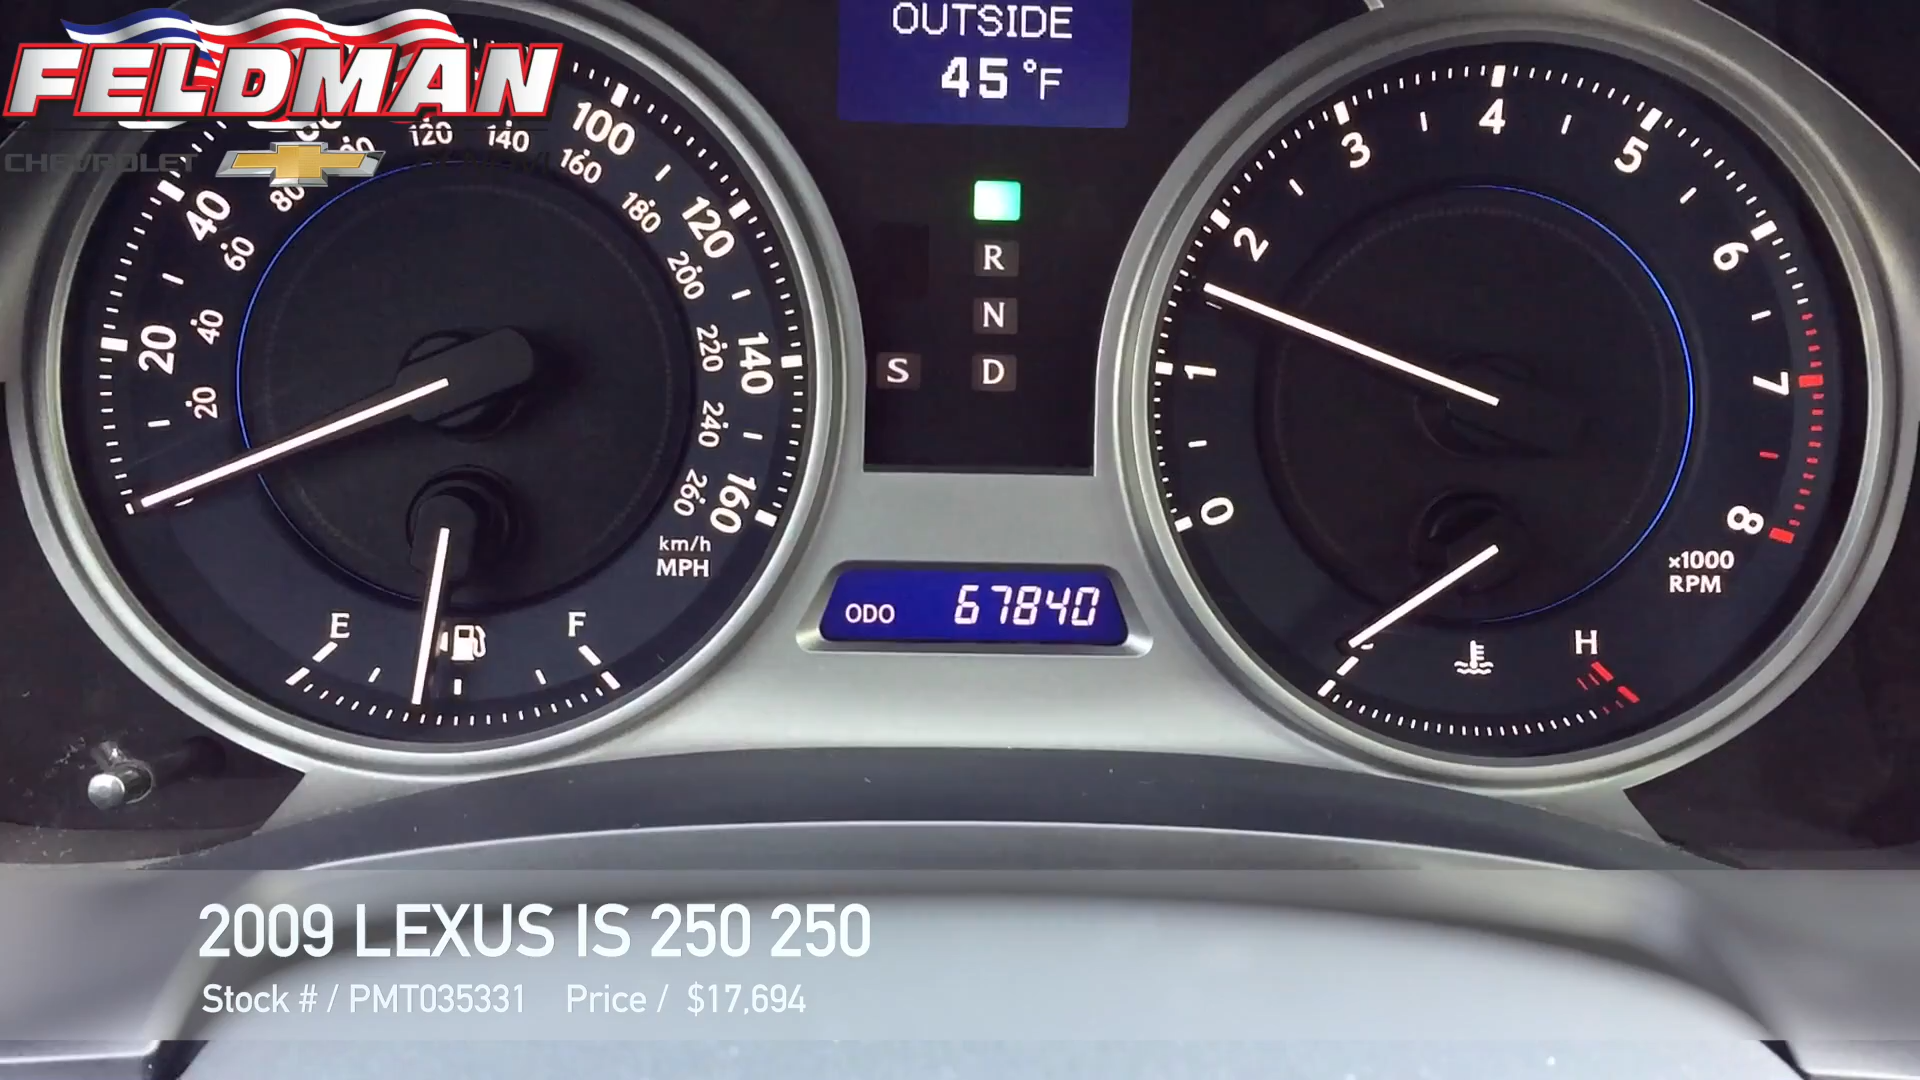 FELDMAN
CHEVROLET
OUTSIDE
45°F
R
N
S D
20 40 100 120 140 160
20 40 60 80 120 140 160 180 200 220 240 260
km/h
MPH
E F
ODO 67840
0 1 2 3 4 5 6 7 8
x1000
RPM
H
2009 LEXUS IS 250 250
Stock # / PMT035331 Price / $17,694